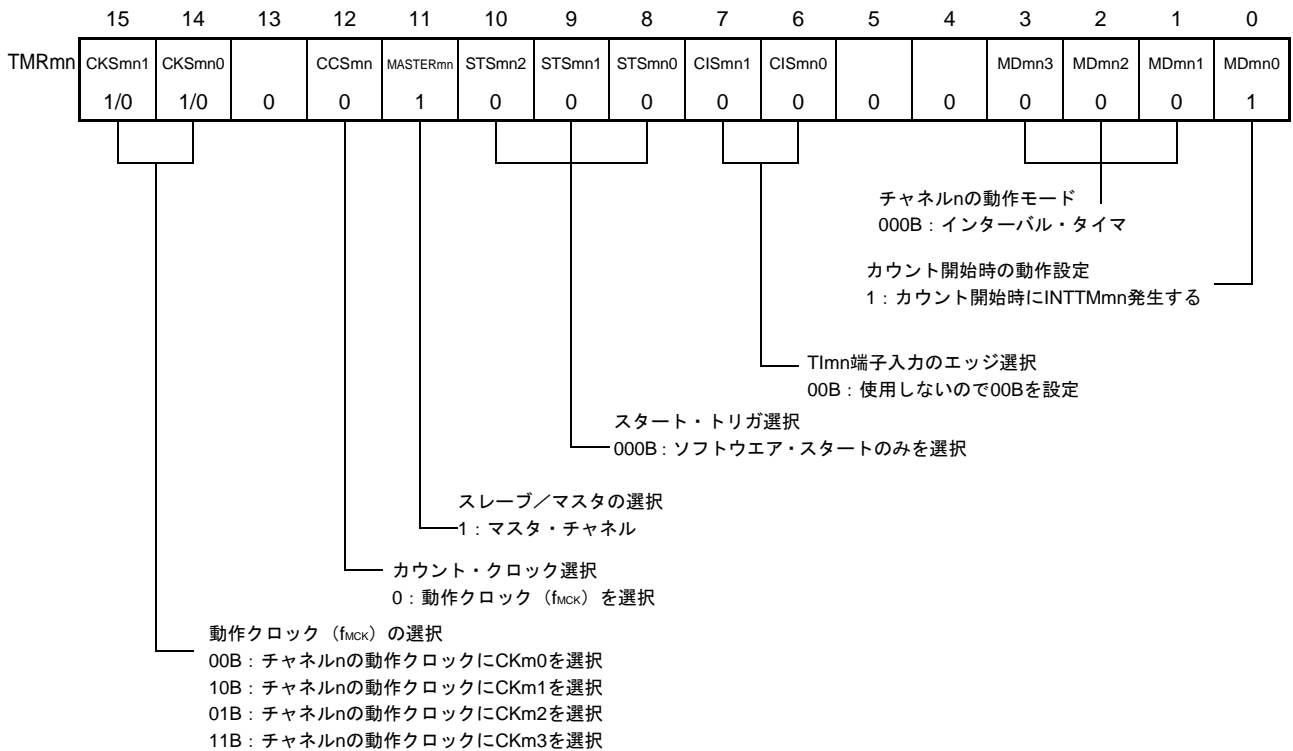 15 14 13 12 11 10 9 8 7 6 5 4 3 2 1 0
TMRmn CKSmn1 CKSmn0 CCSmn MASTERmn STSmn2 STSmn1 STSmn0 CISmn1 CISmn0 MDmn3 MDmn2 MDmn1 MDmn0
1/0 1/0 0 0 1 0 0 0 0 0 0 0 0 0 0 1
チャネルnの動作モード
000B：インターバル・タイマ
カウント開始時の動作設定
1：カウント開始時にINTTMmn発生する
TImn端子入力のエッジ選択
00B：使用しないので00Bを設定
スタート・トリガ選択
000B：ソフトウエア・スタートのみを選択
スレーブ／マスタの選択
1：マスタ・チャネル
カウント・クロック選択
0：動作クロック（fMCK）を選択
動作クロック（fMCK）の選択
00B：チャネルnの動作クロックにCKm0を選択
10B：チャネルnの動作クロックにCKm1を選択
01B：チャネルnの動作クロックにCKm2を選択
11B：チャネルnの動作クロックにCKm3を選択